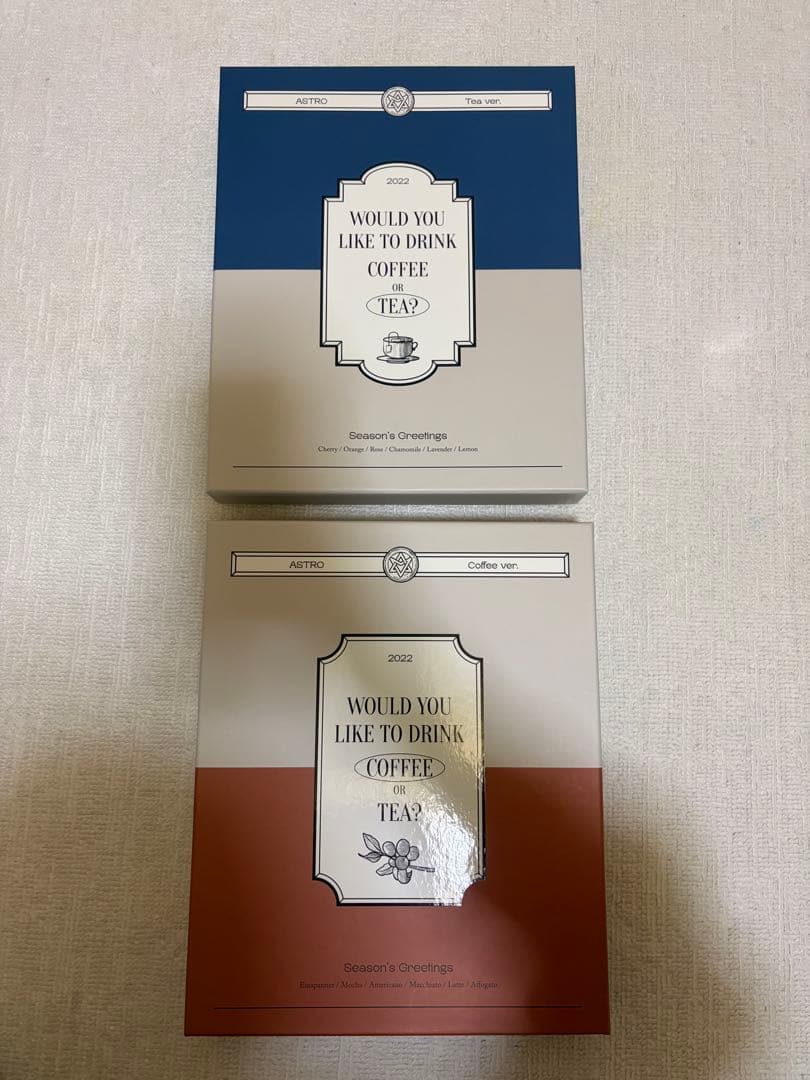 ASTRO Tea ver.
2022
WOULD YOU
LIKE TO DRINK
COFFEE
OR
TEA?
Season's Greetings
Cherry / Orange / Rose / Chamomile / Lavender / Lemon
ASTRO Coffee ver.
2022
WOULD YOU
LIKE TO DRINK
COFFEE
OR
TEA?
Season's Greetings
Einspanner / Mocha / Americano / Macchiato / Latte / Affogato